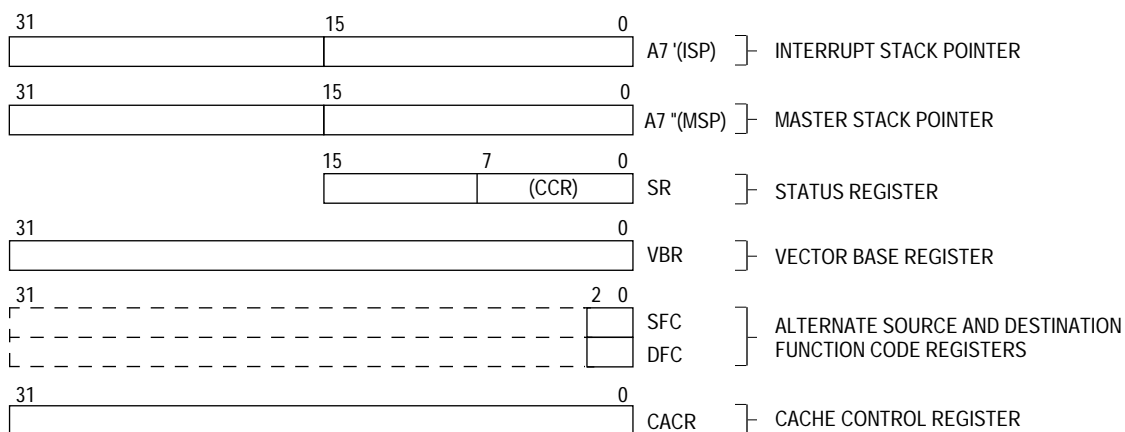 31 15 0
A7 '(ISP) INTERRUPT STACK POINTER
31 15 0
A7 "(MSP) MASTER STACK POINTER
15 7 0
(CCR) SR STATUS REGISTER
31 0
VBR VECTOR BASE REGISTER
31 2 0
SFC ALTERNATE SOURCE AND DESTINATION
DFC FUNCTION CODE REGISTERS
31 0
CACR CACHE CONTROL REGISTER